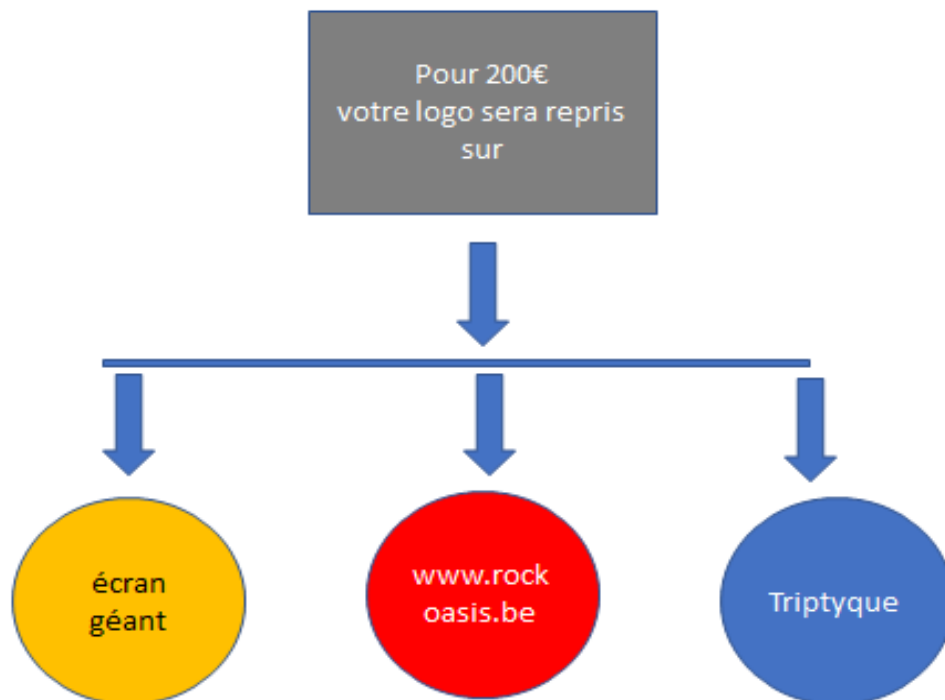 Pour 200€
votre logo sera repris
sur
écran
géant
www.rock
oasis.be
Triptyque